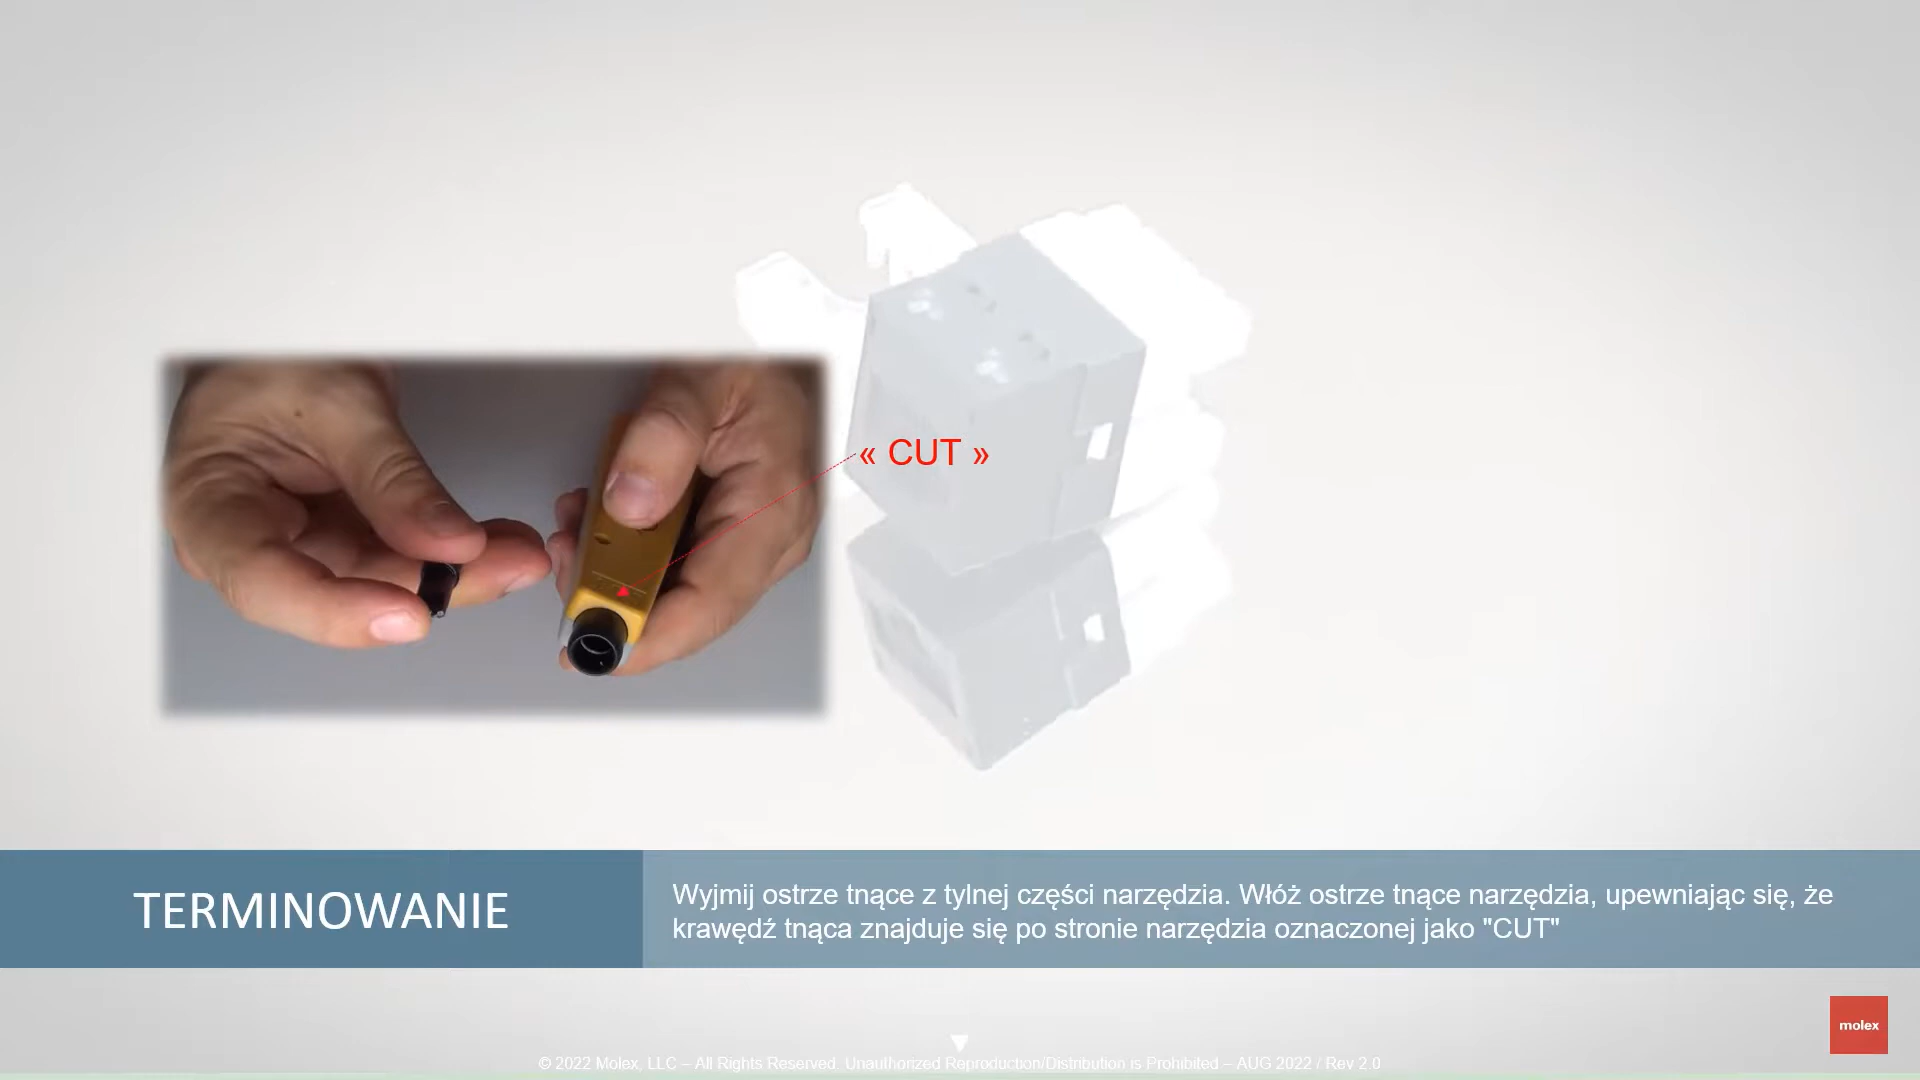 « CUT »
TERMINOWANIE
Wyjmij ostrze tnące z tylnej części narzędzia. Włóż ostrze tnące narzędzia, upewniając się, że
krawędź tnąca znajduje się po stronie narzędzia oznaczonej jako "CUT"
molex
© 2022 Molex, LLC – All Rights Reserved. Unauthorized Reproduction/Distribution is Prohibited – AUG 2022 / Rev 2.0